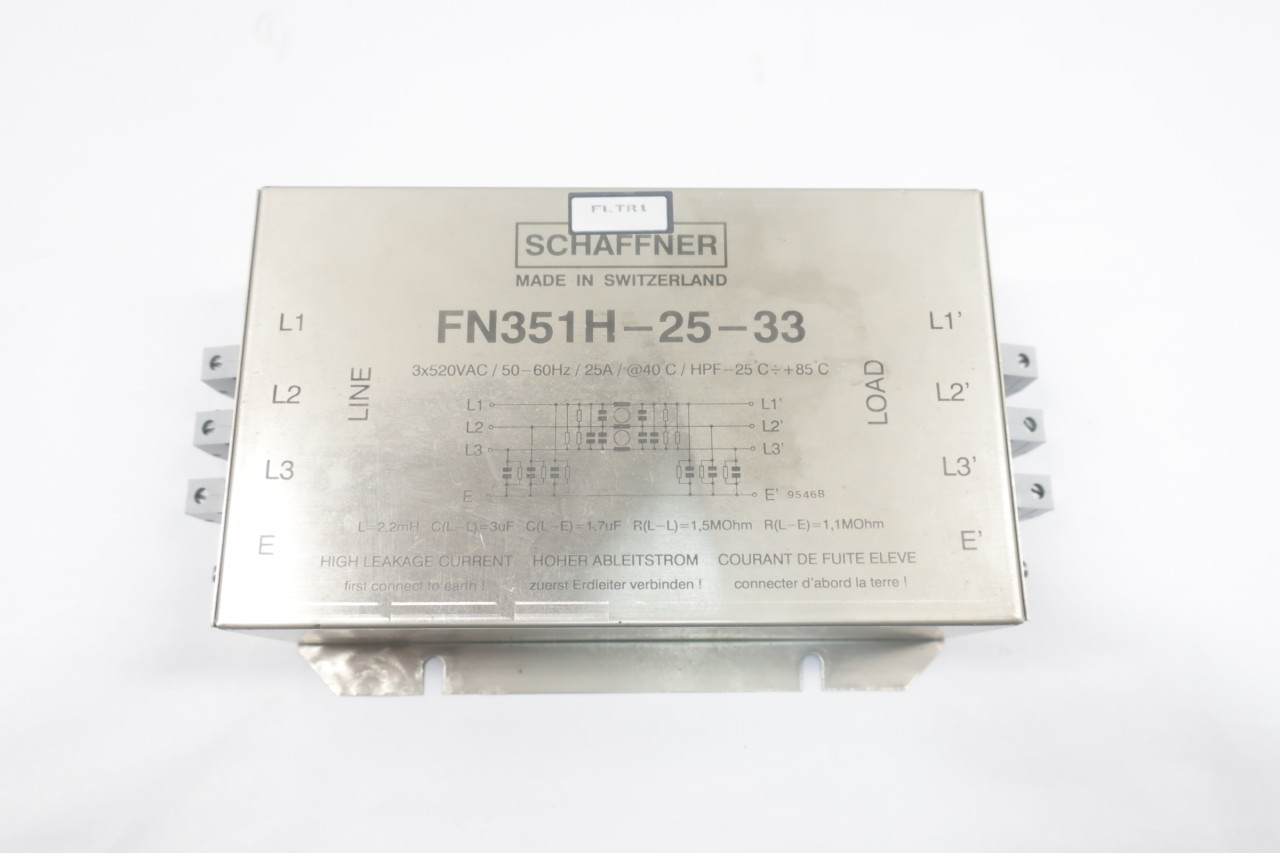 FLTR1
SCHAFFNER
MADE IN SWITZERLAND
FN351H-25-33
3x520VAC / 50-60Hz / 25A / @40°C / HPF-25°C÷+85°C
L1
L2
L3
E
LINE
L1
L2
L3
E
L1'
L2'
L3'
E' 9546B
LOAD
L1'
L2'
L3'
E'
L=2,2mH C(L-L)=3uF C(L-E)=1,7uF R(L-L)=1,5MOhm R(L-E)=1,1MOhm
HIGH LEAKAGE CURRENT HOHER ABLEITSTROM COURANT DE FUITE ELEVE
first connect to earth ! zuerst Erdleiter verbinden ! connecter d'abord la terre !